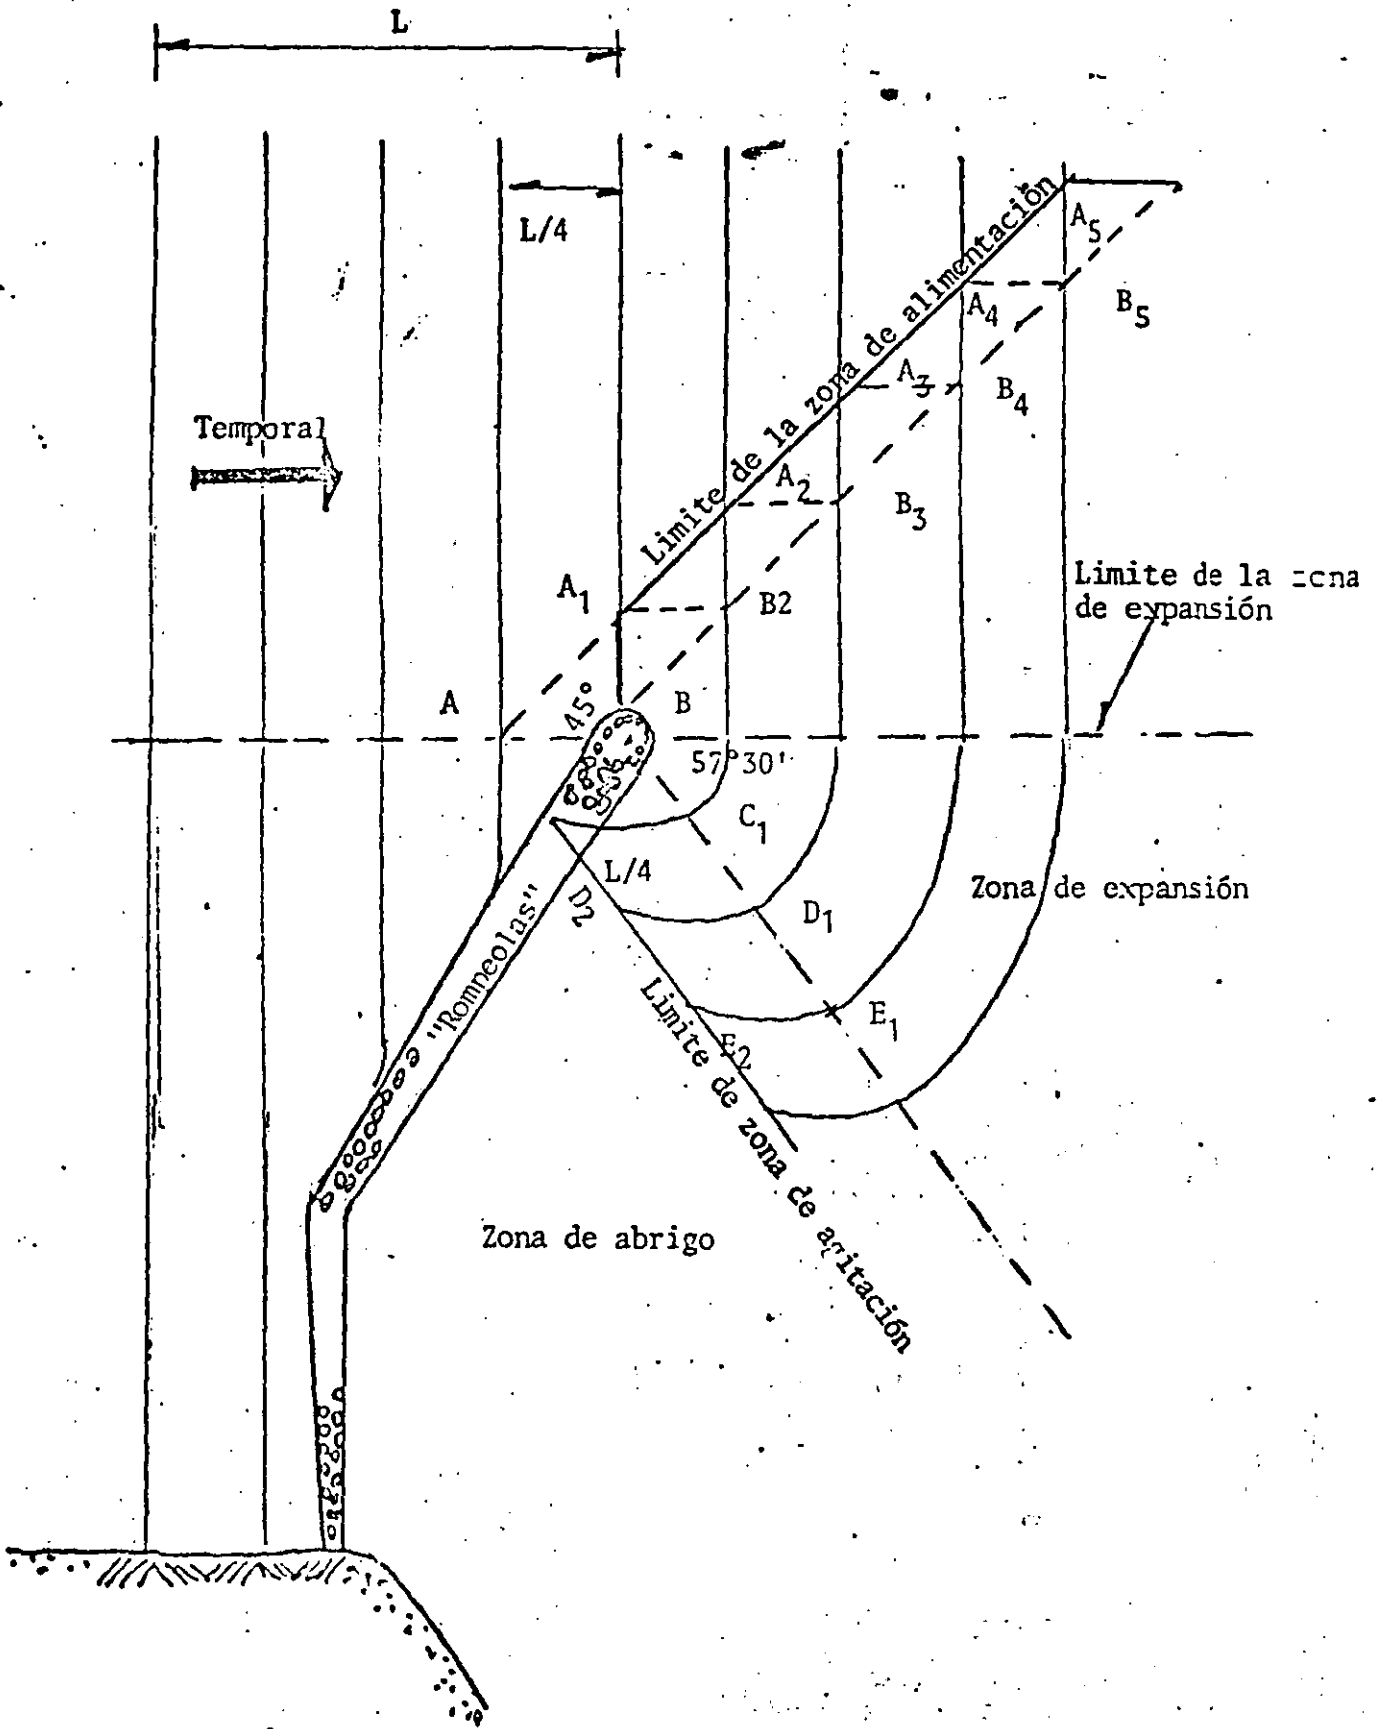 L
L/4
Limite de la zona de alimentación
A5
B5
A4
A3
B4
Temporal
A2
B3
A1
B2
Limite de la zona
de expansión
A
45°
B
57°30'
C1
L/4
D2
D1
Zona de expansión
"Rompeolas"
E1
E2
Limite de zona de agitación
Zona de abrigo